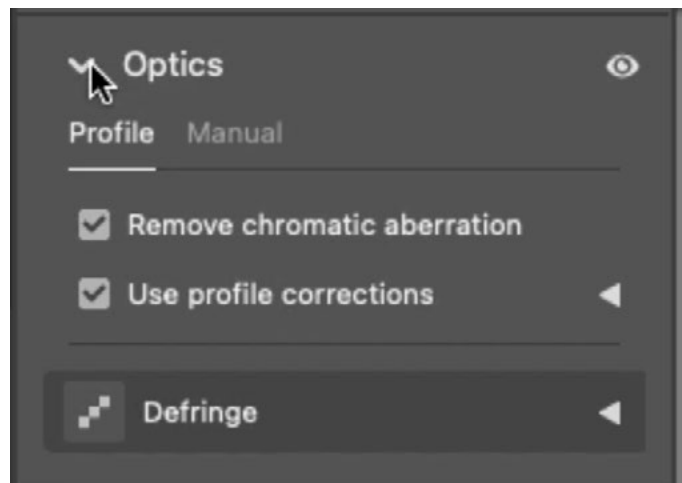 Optics
Profile Manual
Remove chromatic aberration
Use profile corrections
Defringe